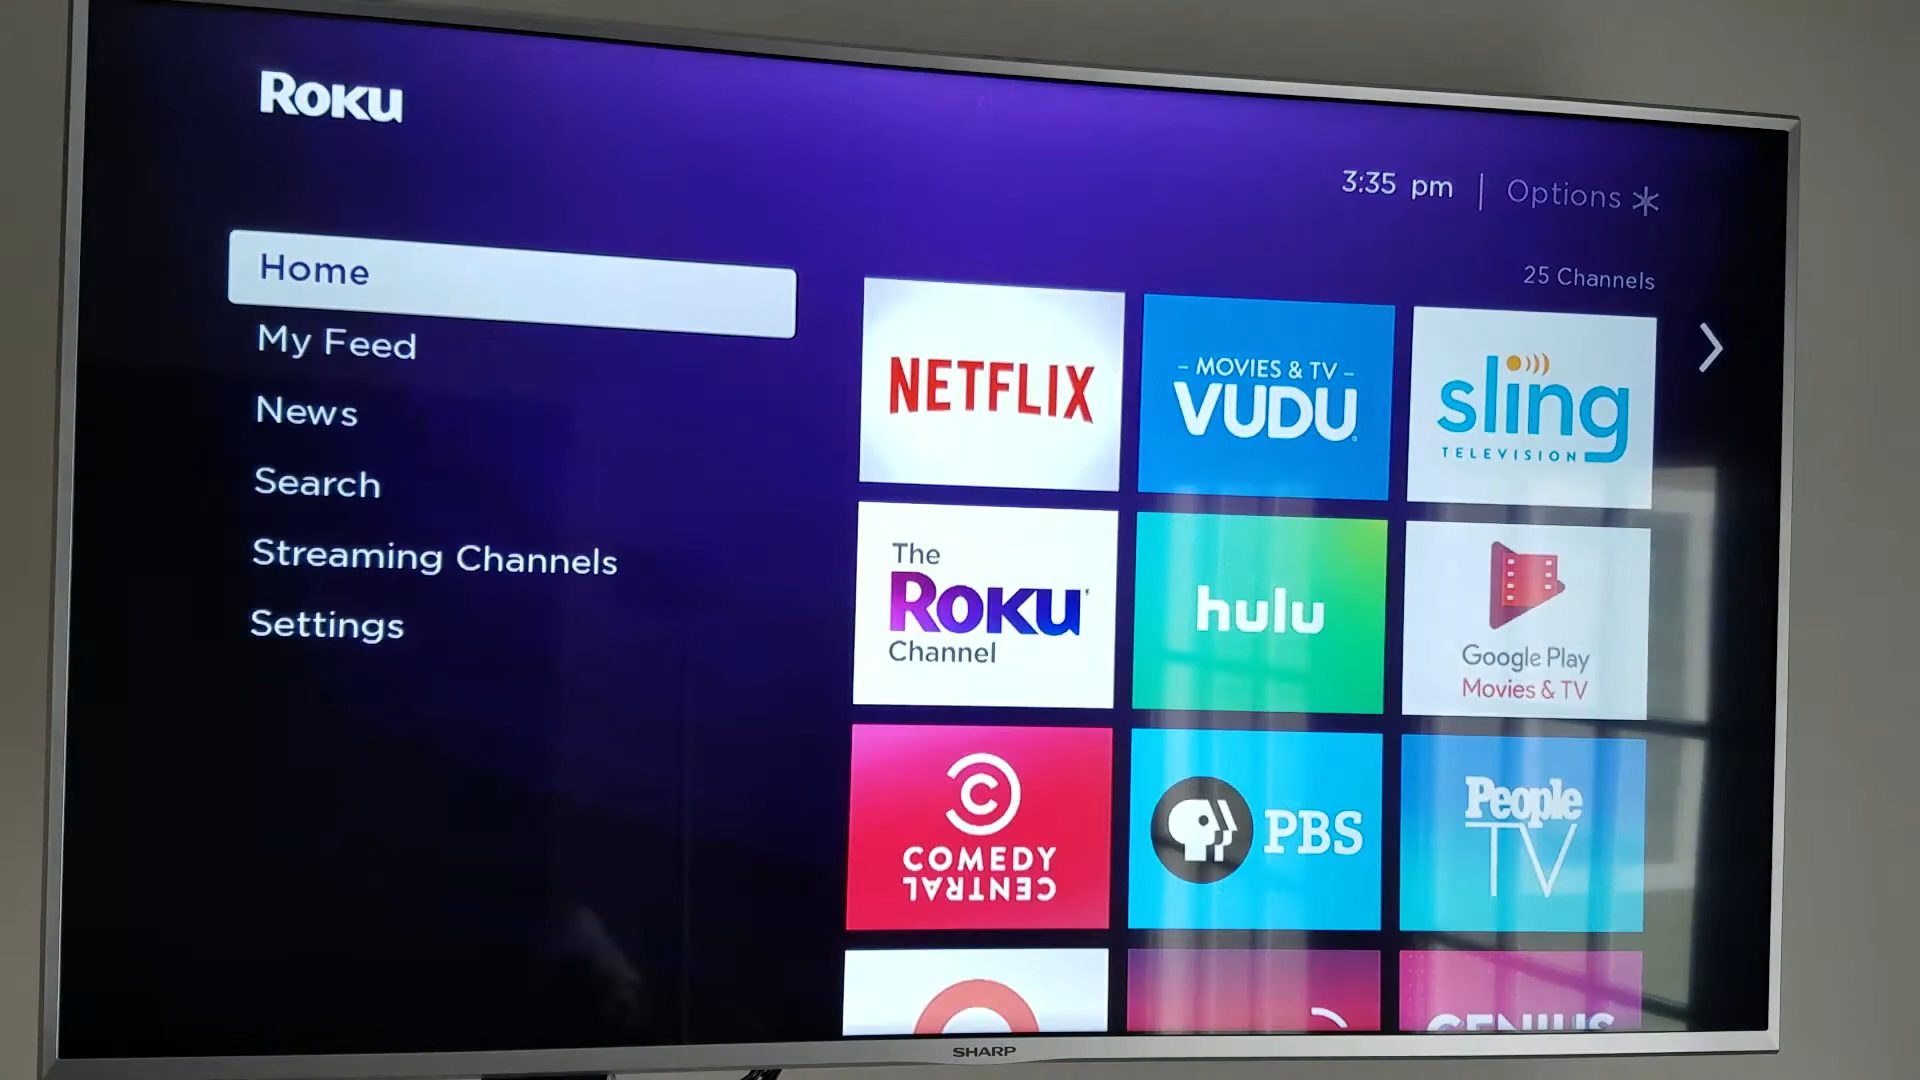 Roku
3:35 pm | Options *
25 Channels
Home
My Feed
News
Search
Streaming Channels
Settings
NETFLIX
– MOVIES & TV –
VUDU
sling
TELEVISION
The
Roku
Channel
hulu
Google Play
Movies & TV
C
COMEDY
CENTRAL
PBS
People
TV
GENIUS
SHARP